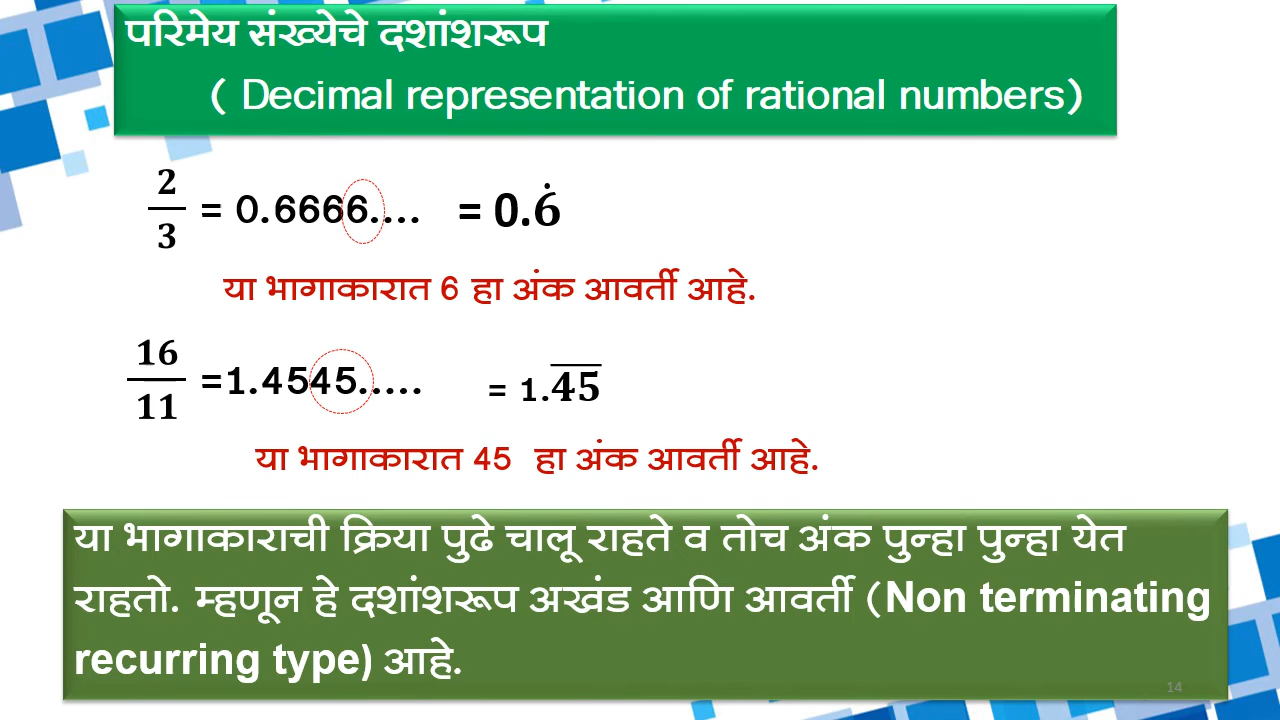 परिमेय संख्येचे दशांशरूप
( Decimal representation of rational numbers)
2/3 = 0.6666.... = 0.6̇
या भागाकारात 6 हा अंक आवर्ती आहे.
16/11 =1.4545..... = 1.4̅5̅
या भागाकारात 45 हा अंक आवर्ती आहे.
या भागाकाराची क्रिया पुढे चालू राहते व तोच अंक पुन्हा पुन्हा येत
राहतो. म्हणून हे दशांशरूप अखंड आणि आवर्ती (Non terminating
recurring type) आहे.
14